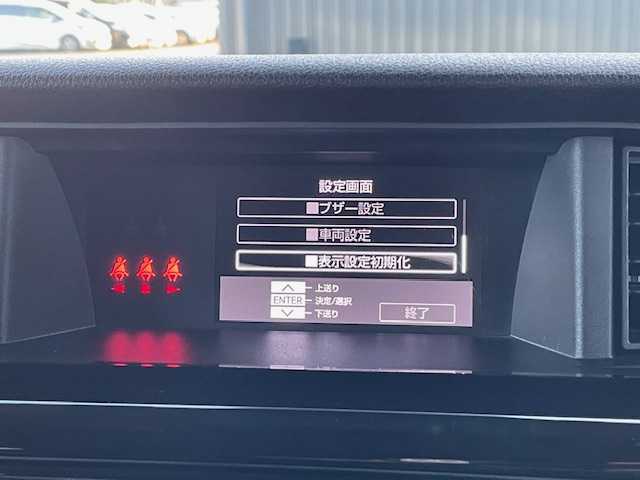 設定画面
■ブザー設定
■車両設定
■表示設定初期化
上送り
ENTER 決定/選択
下送り
終了